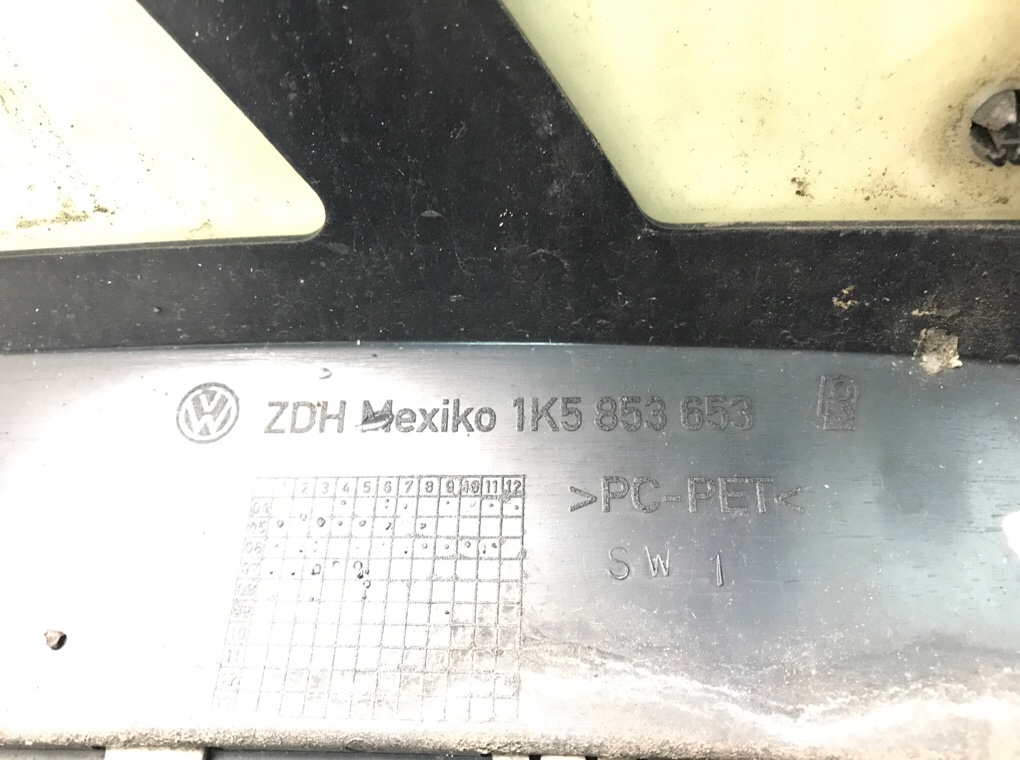 ZDH Mexiko 1K5 853 653
1 2 3 4 5 6 7 8 9 10 11 12
>PC-PET<
SW 1